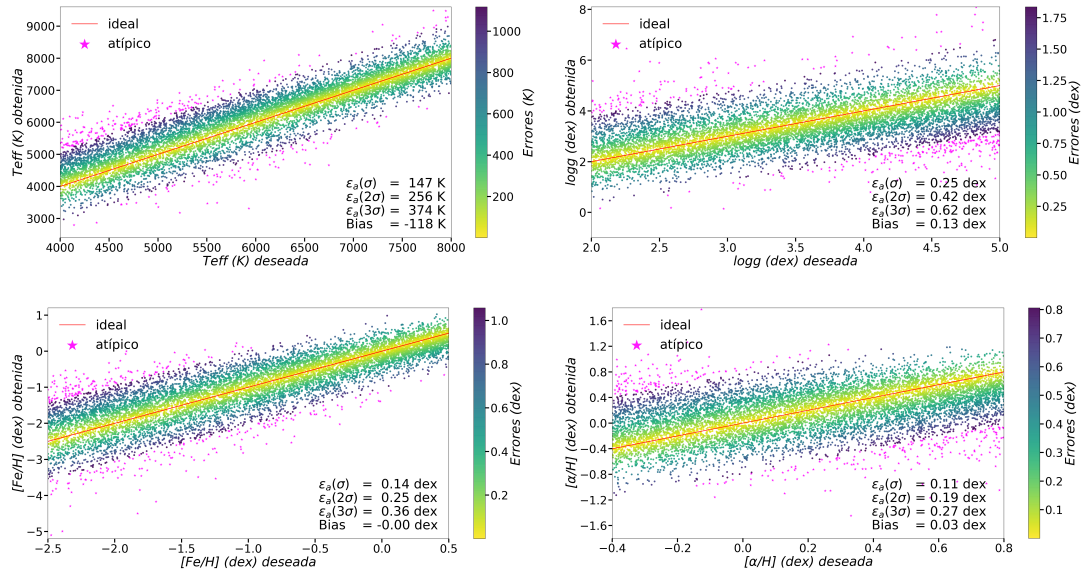 9000
8000
7000
6000
5000
4000
3000
Teff (K) obtenida
ideal
atípico
εₐ(σ) = 147 K
εₐ(2σ) = 256 K
εₐ(3σ) = 374 K
Bias = -118 K
4000 4500 5000 5500 6000 6500 7000 7500 8000
Teff (K) deseada
1000
800
600
400
200
Errores (K)
8
6
4
2
0
logg (dex) obtenida
ideal
atípico
εₐ(σ) = 0.25 dex
εₐ(2σ) = 0.42 dex
εₐ(3σ) = 0.62 dex
Bias = 0.13 dex
2.0 2.5 3.0 3.5 4.0 4.5 5.0
logg (dex) deseada
1.75
1.50
1.25
1.00
0.75
0.50
0.25
Errores (dex)
1
0
−1
−2
−3
−4
−5
[Fe/H] (dex) obtenida
ideal
atípico
εₐ(σ) = 0.14 dex
εₐ(2σ) = 0.25 dex
εₐ(3σ) = 0.36 dex
Bias = -0.00 dex
−2.5 −2.0 −1.5 −1.0 −0.5 0.0 0.5
[Fe/H] (dex) deseada
1.0
0.8
0.6
0.4
0.2
Errores (dex)
1.6
1.2
0.8
0.4
0.0
−0.4
−0.8
−1.2
−1.6
[α/H] (dex) obtenida
ideal
atípico
εₐ(σ) = 0.11 dex
εₐ(2σ) = 0.19 dex
εₐ(3σ) = 0.27 dex
Bias = 0.03 dex
−0.4 −0.2 0.0 0.2 0.4 0.6 0.8
[α/H] (dex) deseada
0.8
0.7
0.6
0.5
0.4
0.3
0.2
0.1
Errores (dex)